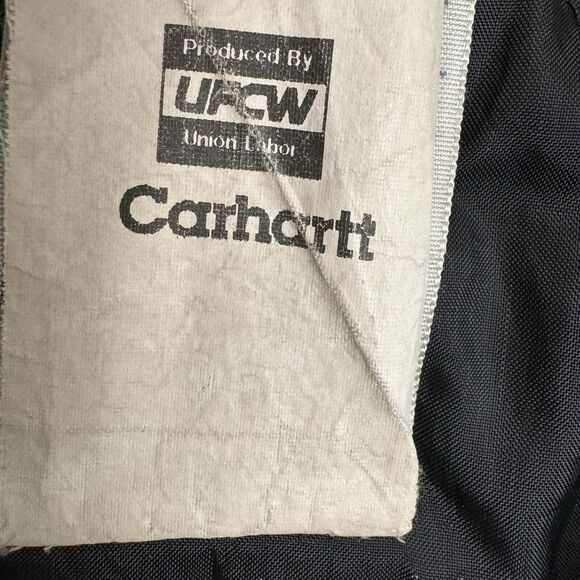 Produced By
UFCW
Union Labor
Carhartt